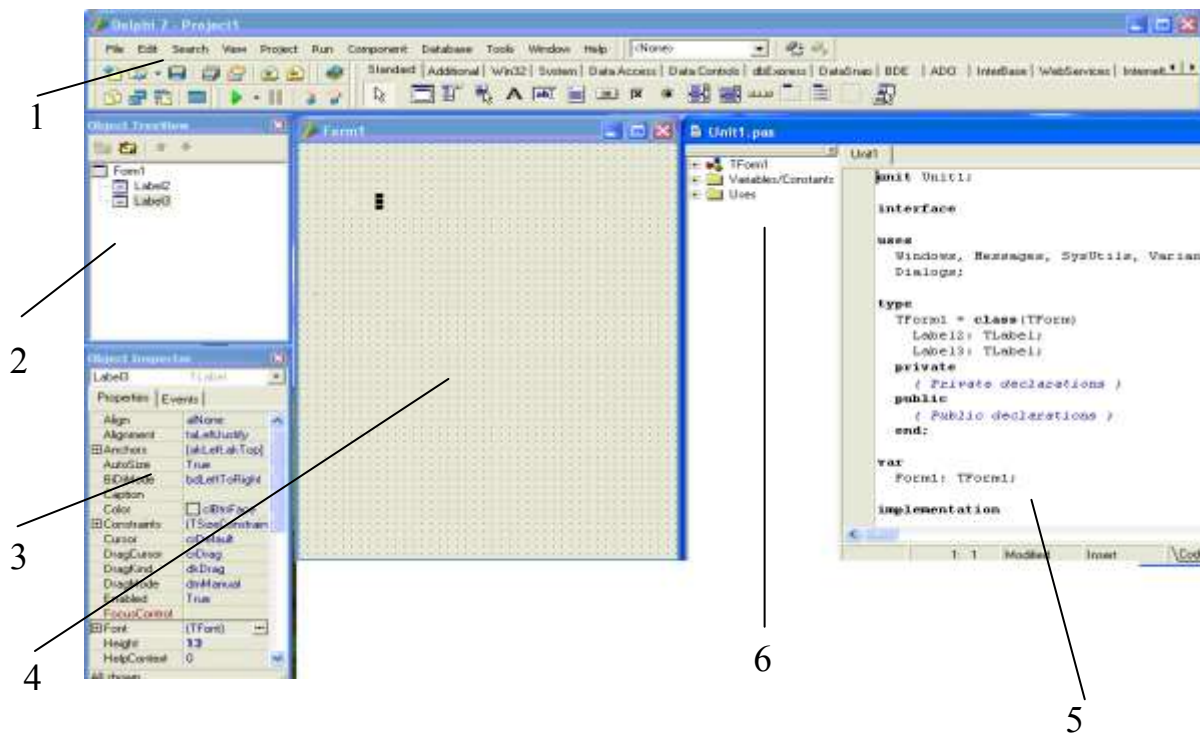 Delphi 7 - Project1
File Edit Search View Project Run Component Database Tools Window Help <None>
Standard Additional Win32 System Data Access Data Controls dbExpress DataSnap BDE ADO InterBase WebServices
1
Object TreeView
Form1
Label2
Label3
2
Object Inspector
Label3 TLabel
Properties Events
Align alNone
Alignment taLeftJustify
Anchors [akLeft,akTop]
AutoSize True
BiDiMode bdLeftToRight
Caption
Color clBtnFace
Constraints (TSizeConstrain
Cursor crDefault
DragCursor crDrag
DragKind dkDrag
DragMode dmManual
Enabled True
FocusControl
Font (TFont)
Height 13
HelpContext 0
All shown
3
Form1
4
Unit1.pas
TForm1
Variables/Constants
Uses
6
Unit1
unit Unit1;
interface
uses
Windows, Messages, SysUtils, Varian
Dialogs;
type
TForm1 = class(TForm)
Label2: TLabel;
Label3: TLabel;
private
{ Private declarations }
public
{ Public declarations }
end;
var
Form1: TForm1;
implementation
1: 1 Modified Insert \Cod
5